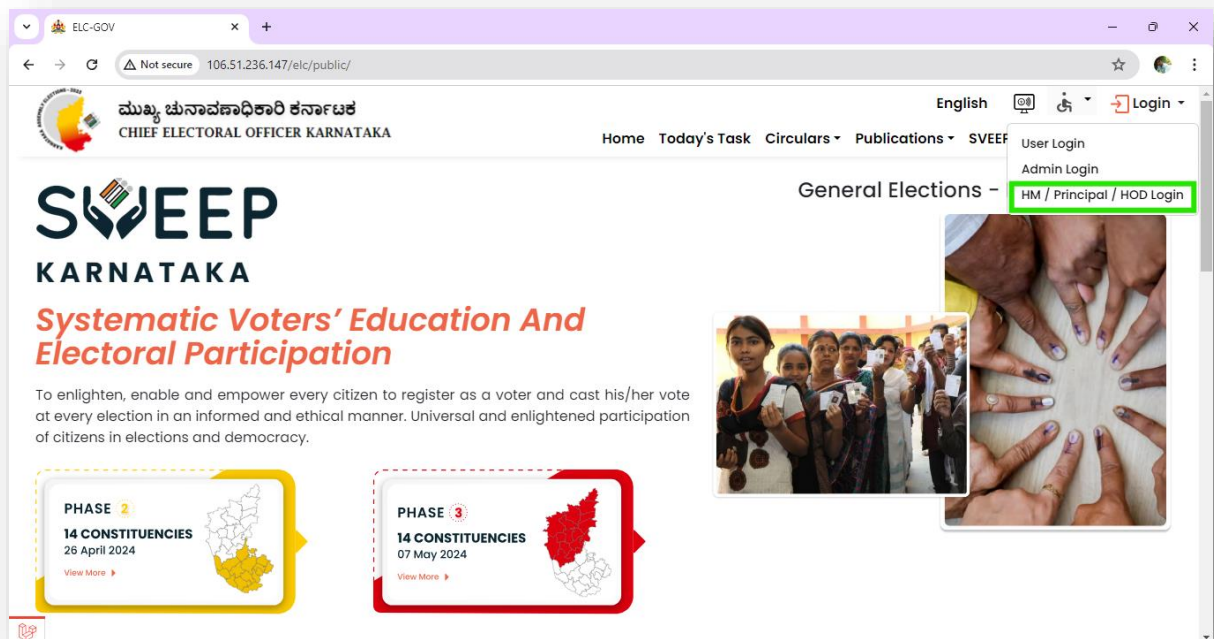 ELC-GOV
Not secure 106.51.236.147/elc/public/
ಮುಖ್ಯ ಚುನಾವಣಾಧಿಕಾರಿ ಕರ್ನಾಟಕ
CHIEF ELECTORAL OFFICER KARNATAKA
English Login
Home Today's Task Circulars Publications SVEEP
User Login
Admin Login
HM / Principal / HOD Login
General Elections -
SVEEP
KARNATAKA
Systematic Voters' Education And
Electoral Participation
To enlighten, enable and empower every citizen to register as a voter and cast his/her vote
at every election in an informed and ethical manner. Universal and enlightened participation
of citizens in elections and democracy.
PHASE 2
14 CONSTITUENCIES
26 April 2024
View More
PHASE 3
14 CONSTITUENCIES
07 May 2024
View More